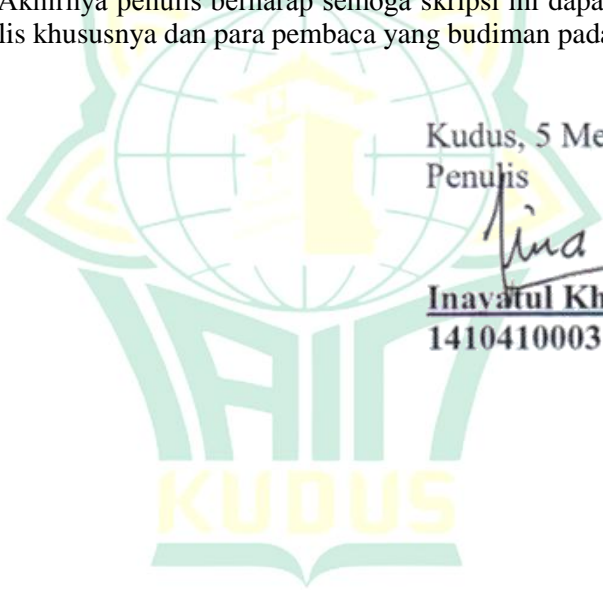 Akhirnya penulis berharap semoga skripsi ini dapa
lis khususnya dan para pembaca yang budiman pada
Kudus, 5 Me
Penulis
Inayatul Kh
1410410003
IAIN
KUDUS